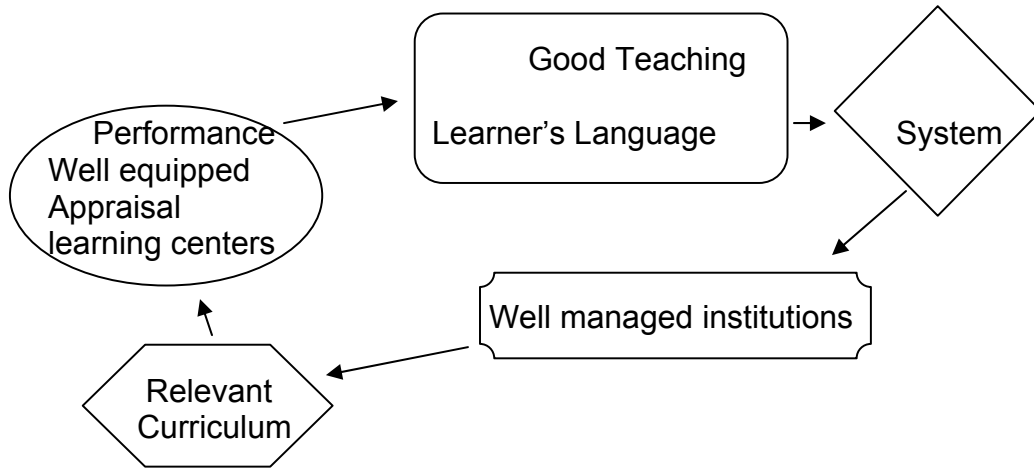 Good Teaching
Learner’s Language
System
Performance
Well equipped
Appraisal
learning centers
Well managed institutions
Relevant
Curriculum